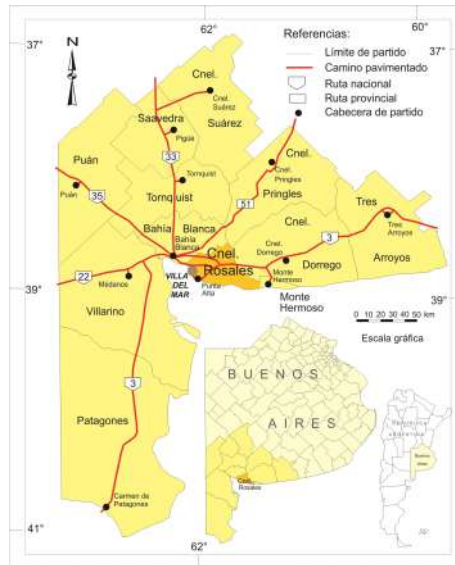 62°
60°
37°
37°
N
Referencias:
Límite de partido
Camino pavimentado
Ruta nacional
Ruta provincial
Cabecera de partido
Cnel.
Cnel.
Suárez
Suárez
Saavedra
Pigüé
33
Cnel.
Cnel.
Pringles
Pringles
Puán
Puán
35
Tornquist
Tornquist
51
Cnel.
Tres
Tres
Arroyos
Bahía
Blanca
Bahía
Blanca
Cnel.
Rosales
Cnel.
Dorrego
3
Dorrego
Arroyos
22
Médanos
VILLA
DEL
MAR
Punta
Alta
Monte
Hermoso
Monte
Hermoso
39°
39°
Villarino
0 10 20 30 40 50 km
Escala gráfica
3
Patagones
BUENOS
AIRES
Cnel.
Rosales
ARGENTINA
Buenos
Aires
Carmen de
Patagones
41°
62°